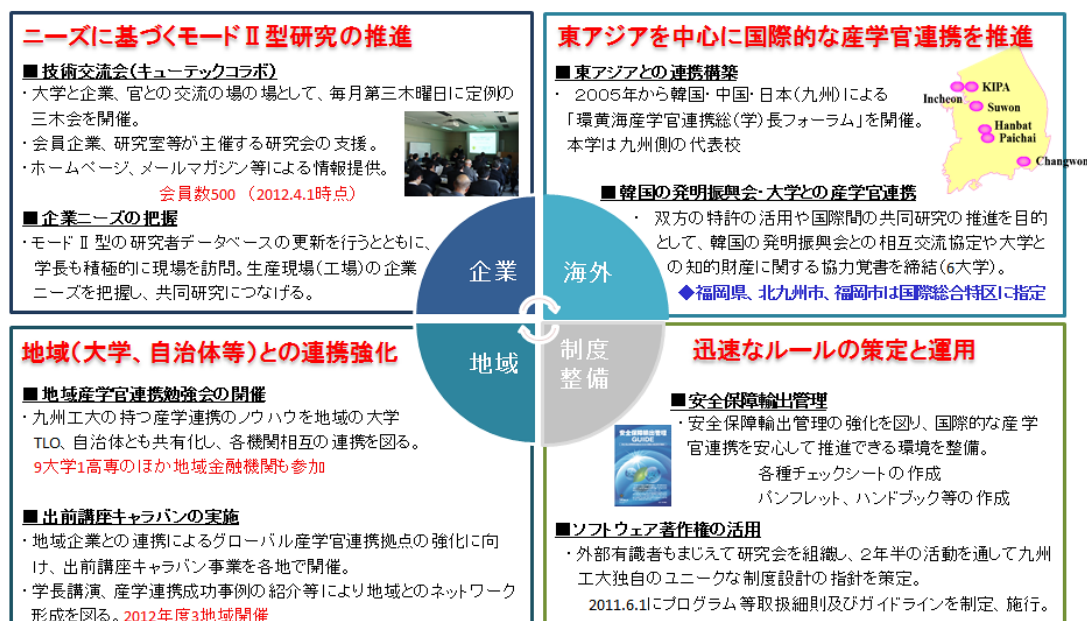 ニーズに基づくモードⅡ型研究の推進
■技術交流会(キューテックコラボ)
・大学と企業、官との交流の場の場として、毎月第三木曜日に定例の
三木会を開催。
・会員企業、研究室等が主催する研究会の支援。
・ホームページ、メールマガジン等による情報提供。
会員数500 (2012.4.1時点)
■企業ニーズの把握
・モードⅡ型の研究者データベースの更新を行うとともに、
学長も積極的に現場を訪問。生産現場(工場)の企業
ニーズを把握し、共同研究につなげる。
東アジアを中心に国際的な産学官連携を推進
■東アジアとの連携構築
・2005年から韓国・中国・日本(九州)による
「環黄海産学官連携総(学)長フォーラム」を開催。
本学は九州側の代表校
KIPA
Incheon
Suwon
Hanbat
Paichai
Changwon
■韓国の発明振興会・大学との産学官連携
・双方の特許の活用や国際間の共同研究の推進を目的
として、韓国の発明振興会との相互交流協定や大学と
の知的財産に関する協力覚書を締結(6大学)。
◆福岡県、北九州市、福岡市は国際総合特区に指定
企業
海外
地域
制度
整備
地域(大学、自治体等)との連携強化
■地域産学官連携勉強会の開催
・九州工大の持つ産学連携のノウハウを地域の大学
TLO、自治体とも共有化し、各機関相互の連携を図る。
9大学1高専のほか地域金融機関も参加
■出前講座キャラバンの実施
・地域企業との連携によるグローバル産学官連携拠点の強化に向
け、出前講座キャラバン事業を各地で開催。
・学長講演、産学連携成功事例の紹介等により地域とのネットワーク
形成を図る。2012年度3地域開催
迅速なルールの策定と運用
■安全保障輸出管理
・安全保障輸出管理の強化を図り、国際的な産学
官連携を安心して推進できる環境を整備。
各種チェックシートの作成
パンフレット、ハンドブック等の作成
安全保障輸出管理
GUIDE
■ソフトウェア著作権の活用
・外部有識者もまじえて研究会を組織し、2年半の活動を通して九州
工大独自のユニークな制度設計の指針を策定。
2011.6.1にプログラム等取扱細則及びガイドラインを制定、施行。